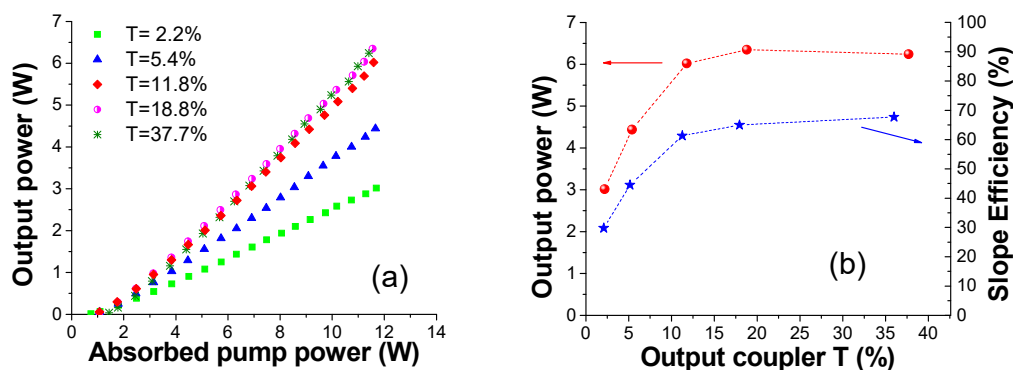 7
6
5
4
3
2
1
0
Output power (W)
T= 2.2%
T=5.4%
T=11.8%
T=18.8%
T=37.7%
(a)
0 2 4 6 8 10 12 14
Absorbed pump power (W)
7
6
5
4
3
2
1
0
Output power (W)
(b)
0 5 10 15 20 25 30 35 40
Output coupler T (%)
100
90
80
70
60
50
40
30
20
10
0
Slope Efficiency (%)